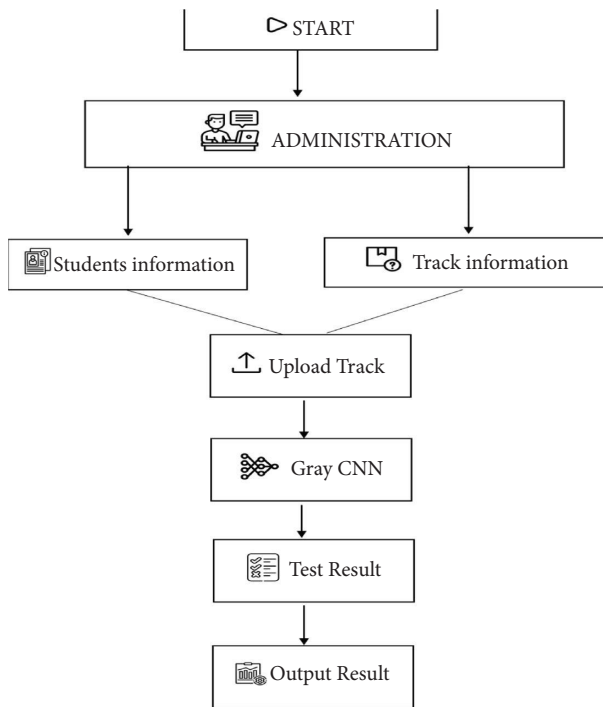 START
ADMINISTRATION
Students information
Track information
Upload Track
Gray CNN
Test Result
Output Result